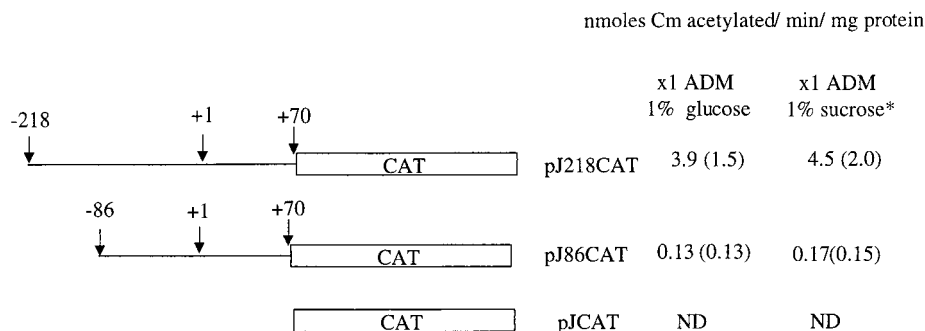 nmoles Cm acetylated/ min/ mg protein
x1 ADM x1 ADM
1% glucose 1% sucrose*
-218 +1 +70
CAT pJ218CAT 3.9 (1.5) 4.5 (2.0)
-86 +1 +70
CAT pJ86CAT 0.13 (0.13) 0.17(0.15)
CAT pJCAT ND ND